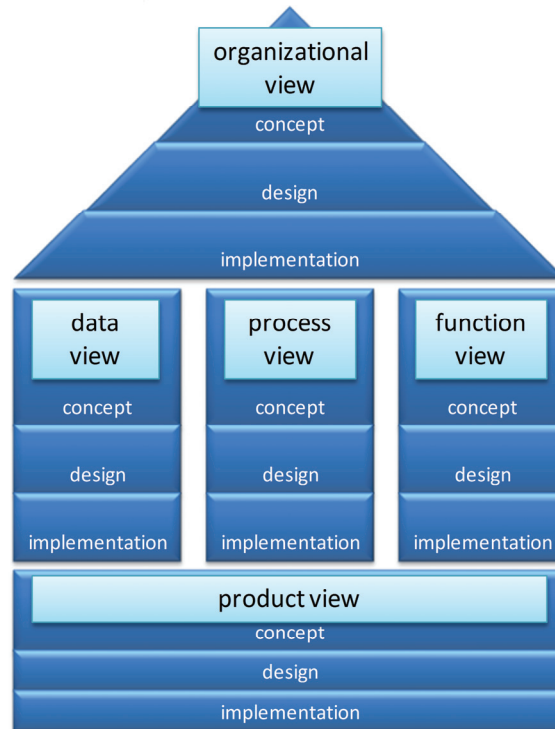 organizational
view
concept
design
implementation
data
view
concept
design
implementation
process
view
concept
design
implementation
function
view
concept
design
implementation
product view
concept
design
implementation